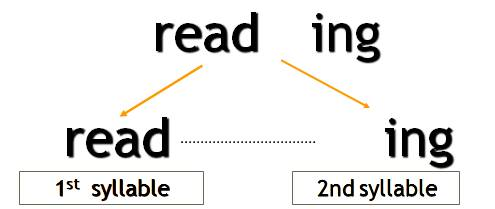 read ing
read ing
1st syllable 2nd syllable